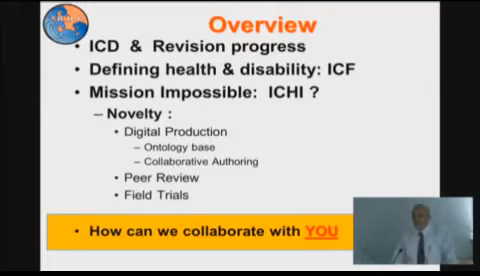 Overview
• ICD & Revision progress
• Defining health & disability: ICF
• Mission Impossible: ICHI ?
– Novelty :
• Digital Production
– Ontology base
– Collaborative Authoring
• Peer Review
• Field Trials
• How can we collaborate with YOU